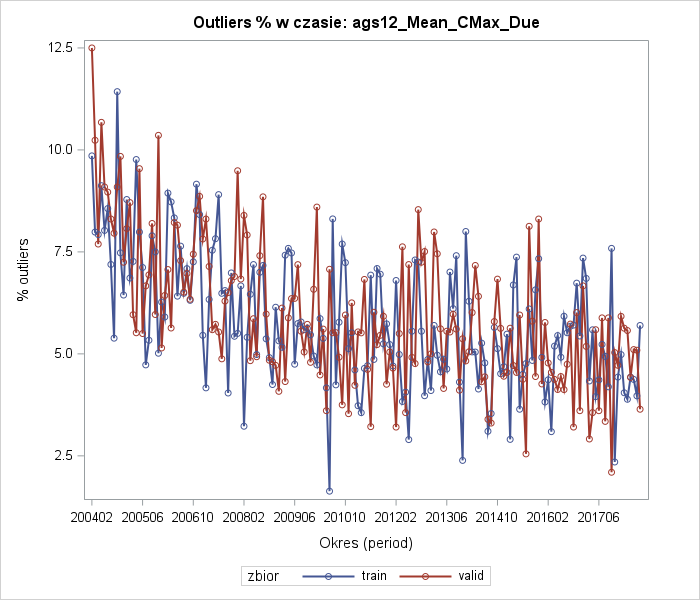 Outliers % w czasie: ags12_Mean_CMax_Due
% outliers
12.5
10.0
7.5
5.0
2.5
200402 200506 200610 200802 200906 201010 201202 201306 201410 201602 201706
Okres (period)
zbior train valid